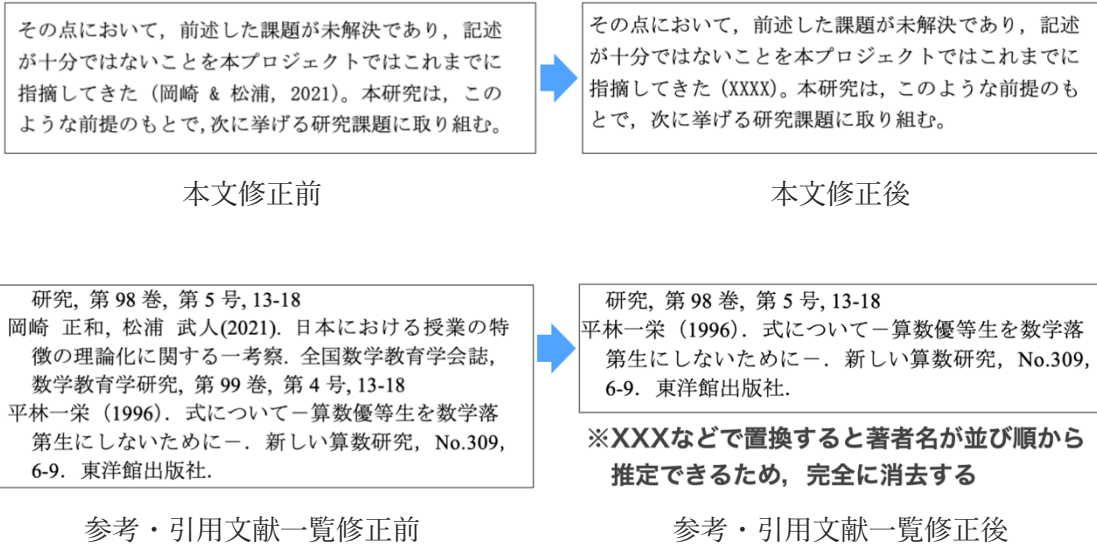 その点において，前述した課題が未解決であり，記述
が十分ではないことを本プロジェクトではこれまでに
指摘してきた（岡崎 & 松浦，2021）。本研究は，この
ような前提のもとで，次に挙げる研究課題に取り組む。
本文修正前
その点において，前述した課題が未解決であり，記述
が十分ではないことを本プロジェクトではこれまでに
指摘してきた（XXXX）。本研究は，このような前提のも
とで，次に挙げる研究課題に取り組む。
本文修正後
研究, 第 98 巻, 第 5 号, 13-18
岡崎 正和, 松浦 武人(2021). 日本における授業の特
徴の理論化に関する一考察. 全国数学教育学会誌,
数学教育学研究, 第 99 巻, 第 4 号, 13-18
平林一栄（1996）．式について－算数優等生を数学落
第生にしないために－．新しい算数研究，No.309，
6-9．東洋館出版社．
参考・引用文献一覧修正前
研究, 第 98 巻, 第 5 号, 13-18
平林一栄（1996）．式について－算数優等生を数学落
第生にしないために－．新しい算数研究，No.309，
6-9．東洋館出版社．
※XXXなどで置換すると著者名が並び順から
推定できるため，完全に消去する
参考・引用文献一覧修正後